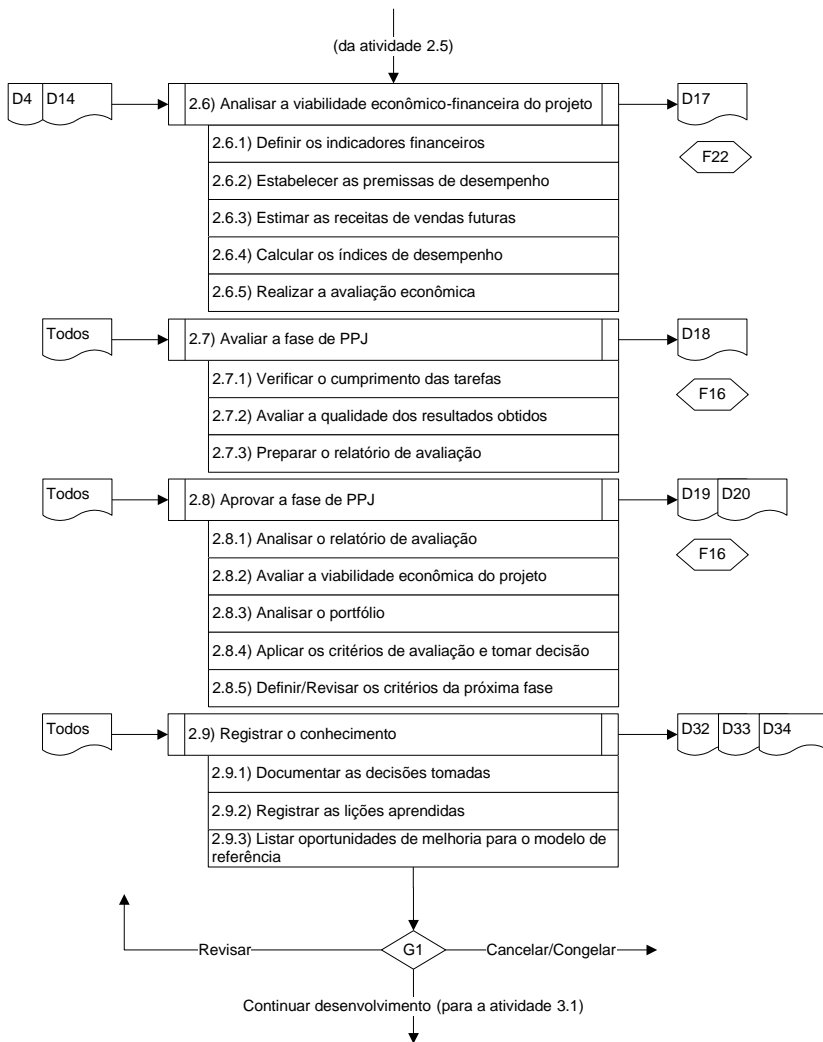 (da atividade 2.5)
D4 D14 2.6) Analisar a viabilidade econômico-financeira do projeto D17
2.6.1) Definir os indicadores financeiros
F22
2.6.2) Estabelecer as premissas de desempenho
2.6.3) Estimar as receitas de vendas futuras
2.6.4) Calcular os índices de desempenho
2.6.5) Realizar a avaliação econômica
Todos 2.7) Avaliar a fase de PPJ D18
2.7.1) Verificar o cumprimento das tarefas
F16
2.7.2) Avaliar a qualidade dos resultados obtidos
2.7.3) Preparar o relatório de avaliação
Todos 2.8) Aprovar a fase de PPJ D19 D20
2.8.1) Analisar o relatório de avaliação
F16
2.8.2) Avaliar a viabilidade econômica do projeto
2.8.3) Analisar o portfólio
2.8.4) Aplicar os critérios de avaliação e tomar decisão
2.8.5) Definir/Revisar os critérios da próxima fase
Todos 2.9) Registrar o conhecimento D32 D33 D34
2.9.1) Documentar as decisões tomadas
2.9.2) Registrar as lições aprendidas
2.9.3) Listar oportunidades de melhoria para o modelo de
referência
Revisar G1 Cancelar/Congelar
Continuar desenvolvimento (para a atividade 3.1)